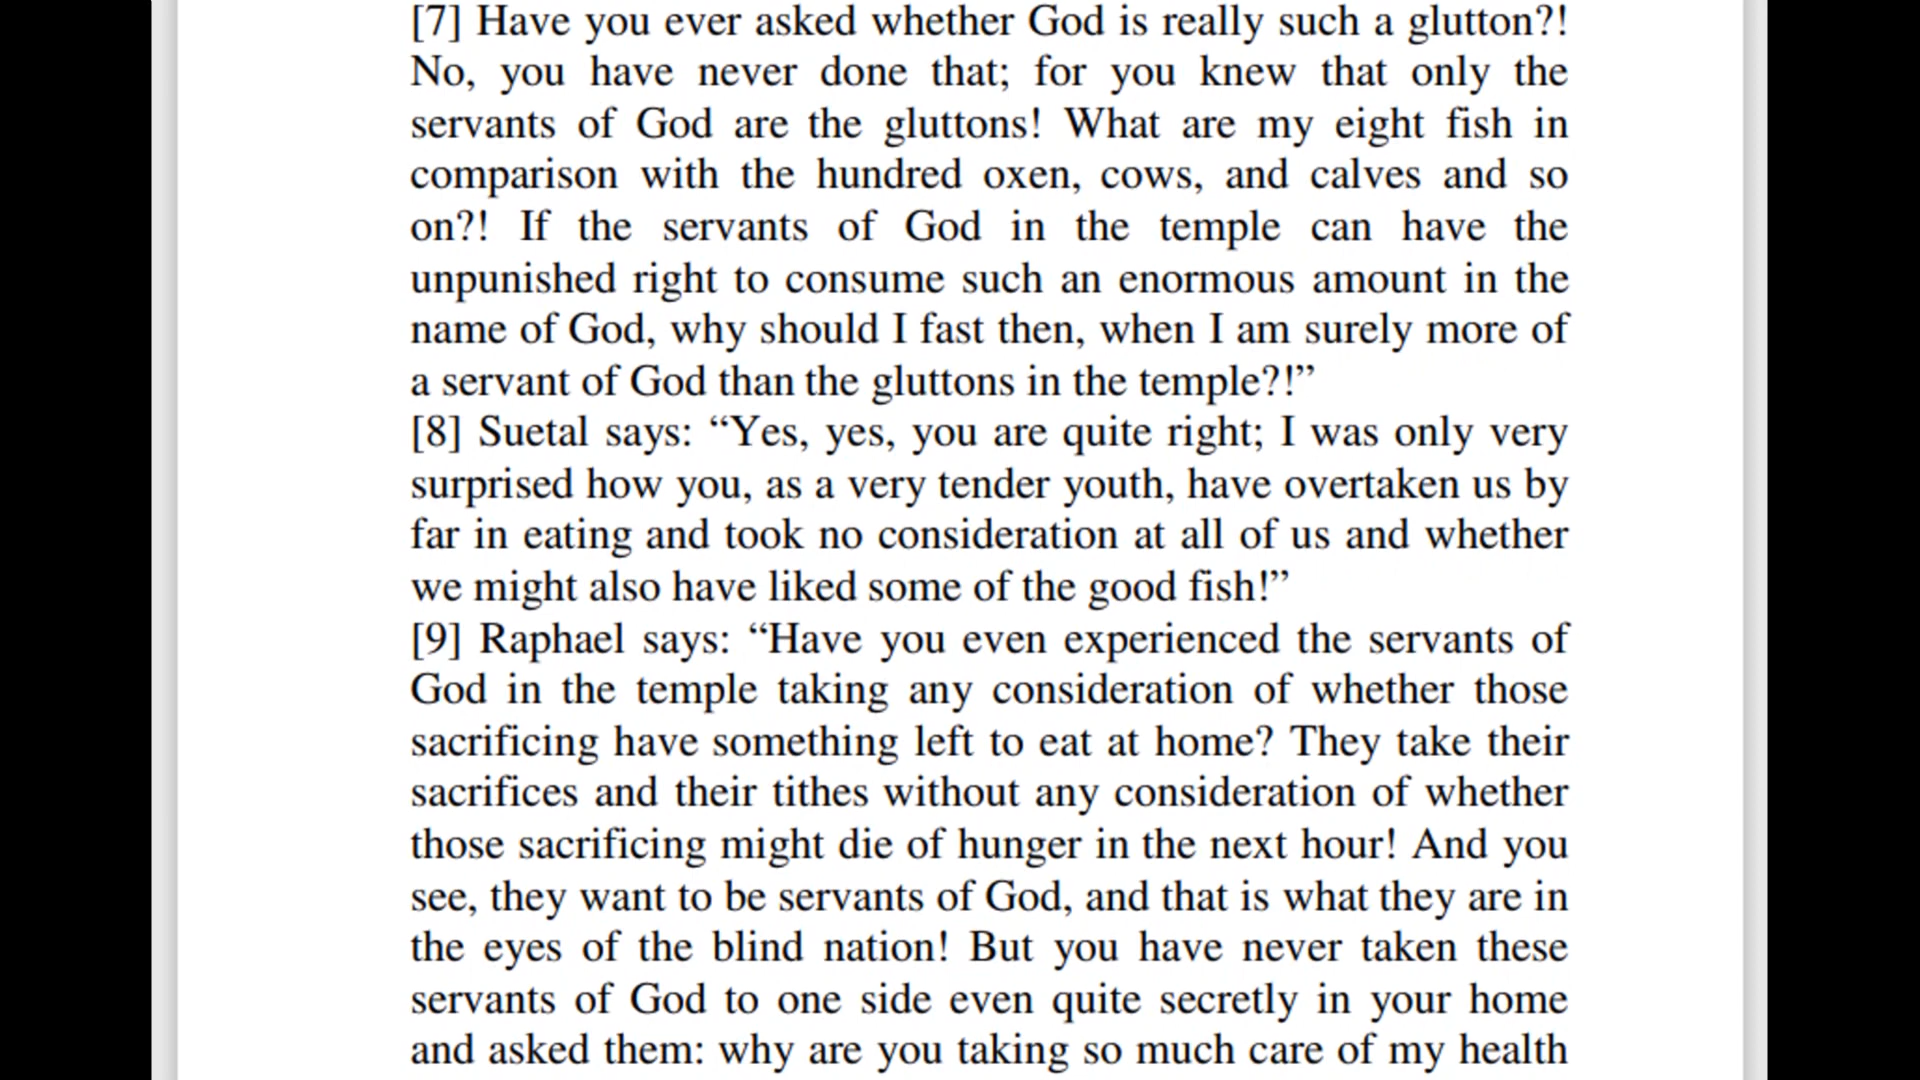 [7] Have you ever asked whether God is really such a glutton?!
No, you have never done that; for you knew that only the
servants of God are the gluttons! What are my eight fish in
comparison with the hundred oxen, cows, and calves and so
on?! If the servants of God in the temple can have the
unpunished right to consume such an enormous amount in the
name of God, why should I fast then, when I am surely more of
a servant of God than the gluttons in the temple?!”
[8] Suetal says: “Yes, yes, you are quite right; I was only very
surprised how you, as a very tender youth, have overtaken us by
far in eating and took no consideration at all of us and whether
we might also have liked some of the good fish!”
[9] Raphael says: “Have you even experienced the servants of
God in the temple taking any consideration of whether those
sacrificing have something left to eat at home? They take their
sacrifices and their tithes without any consideration of whether
those sacrificing might die of hunger in the next hour! And you
see, they want to be servants of God, and that is what they are in
the eyes of the blind nation! But you have never taken these
servants of God to one side even quite secretly in your home
and asked them: why are you taking so much care of my health